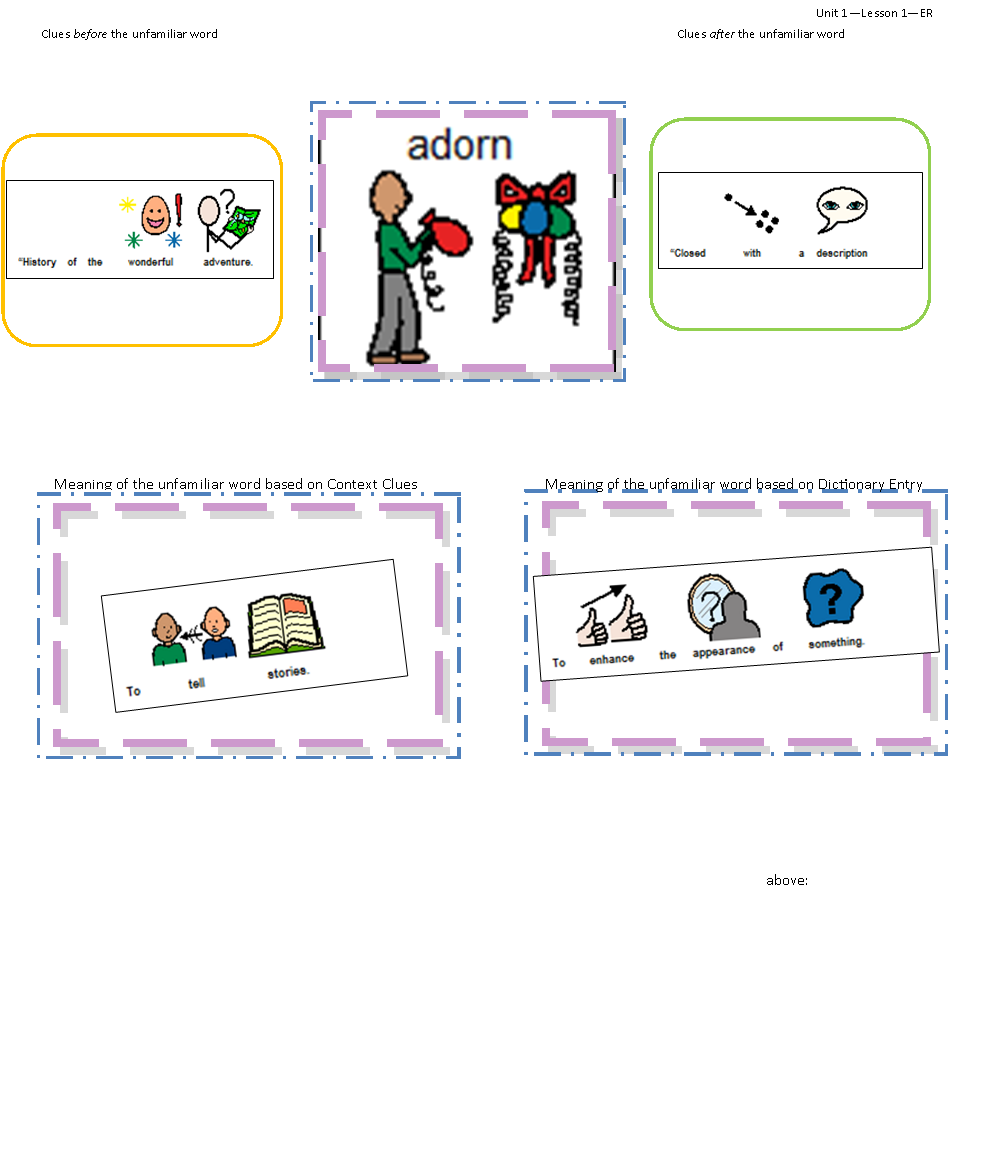 Unit 1—Lesson 1—ER
Clues before the unfamiliar word
Clues after the unfamiliar word
adorn
“History of the wonderful adventure.
“Closed with a description
Meaning of the unfamiliar word based on Context Clues
Meaning of the unfamiliar word based on Dictionary Entry
To tell stories.
To enhance the appearance of something.
above: